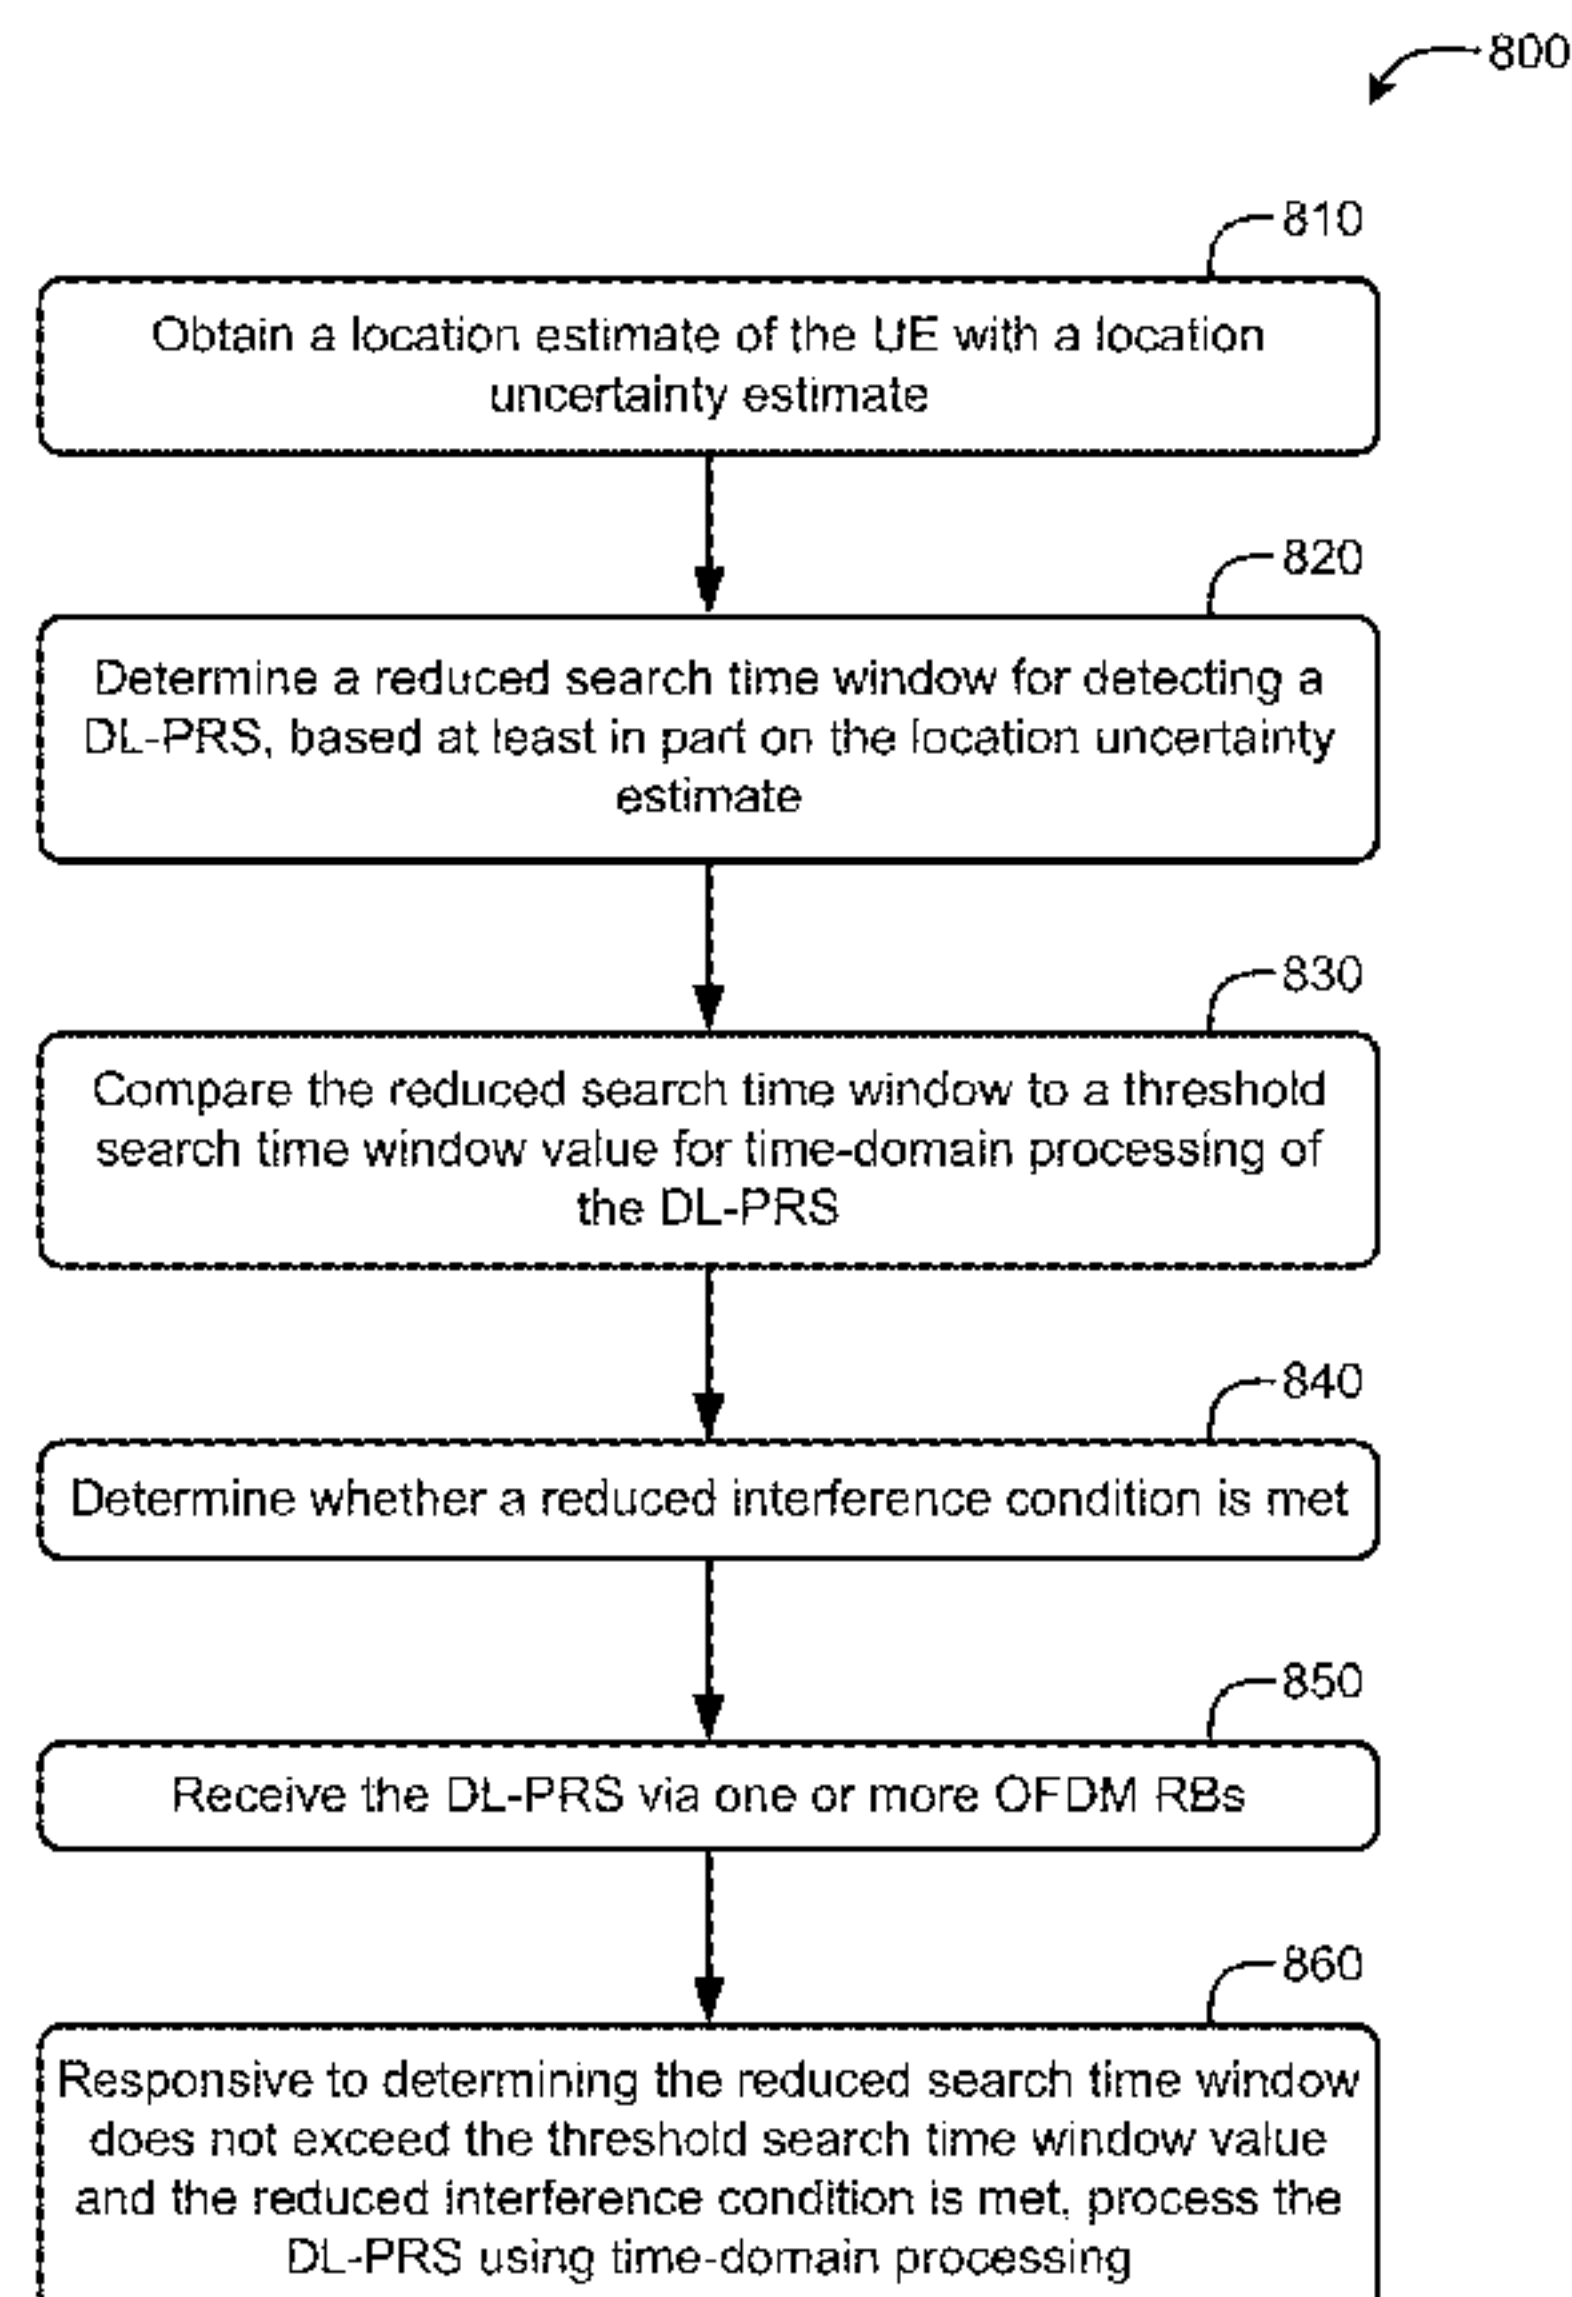 800
810
Obtain a location estimate of the UE with a location
uncertainty estimate
820
Determine a reduced search time window for detecting a
DL-PRS, based at least in part on the location uncertainty
estimate
830
Compare the reduced search time window to a threshold
search time window value for time-domain processing of
the DL-PRS
840
Determine whether a reduced interference condition is met
850
Receive the DL-PRS via one or more OFDM RBs
860
Responsive to determining the reduced search time window
does not exceed the threshold search time window value
and the reduced interference condition is met, process the
DL-PRS using time-domain processing